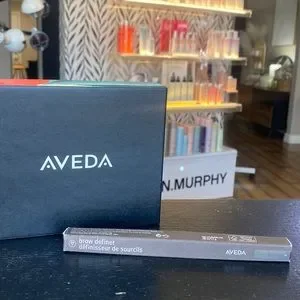 AVEDA
N.MURPHY
brow definer
définisseur de sourcils
AVEDA